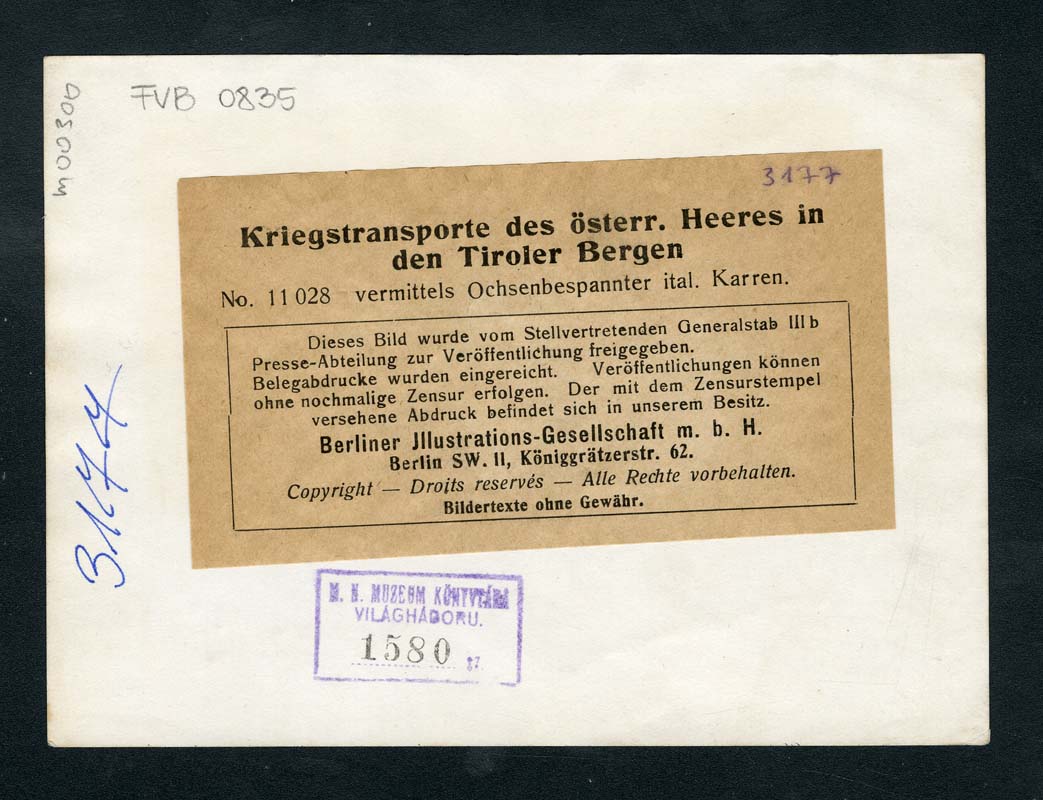 FVB 0835
m00300
3177
Kriegstransporte des österr. Heeres in
den Tiroler Bergen
No. 11 028 vermittels Ochsenbespannter ital. Karren.
Dieses Bild wurde vom Stellvertretenden Generalstab III b
Presse-Abteilung zur Veröffentlichung freigegeben.
Belegabdrucke wurden eingereicht. Veröffentlichungen können
ohne nochmalige Zensur erfolgen. Der mit dem Zensurstempel
versehene Abdruck befindet sich in unserem Besitz.
Berliner Jllustrations-Gesellschaft m. b. H.
Berlin SW. 11, Königgrätzerstr. 62.
Copyright — Droits reservés — Alle Rechte vorbehalten.
Bildertexte ohne Gewähr.
3177
M. N. MUZEUM KÖNYVTÁRA
VILÁGHÁBORU.
1580